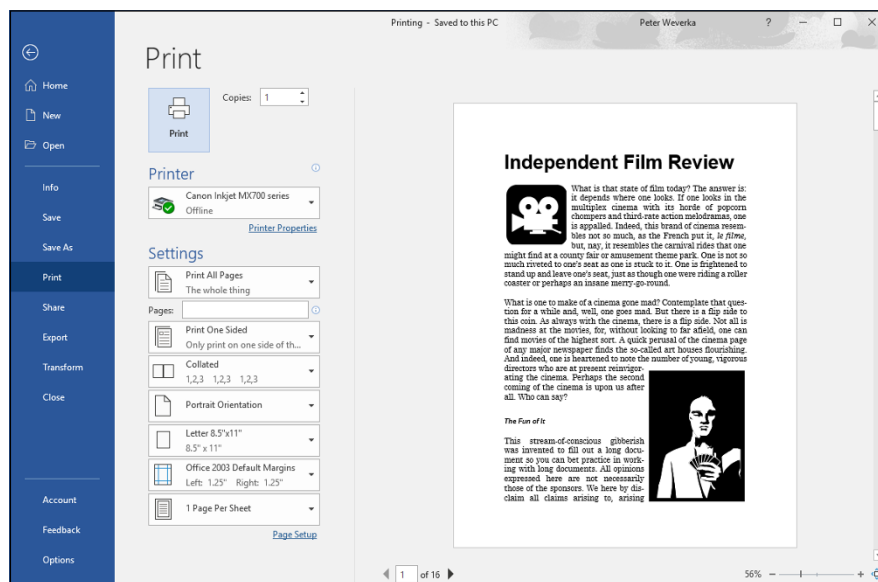 Printing - Saved to this PC
Peter Weverka
?
Home
New
Open
Info
Save
Save As
Print
Share
Export
Transform
Close
Account
Feedback
Options
Print
Copies: 1
Print
Printer
Canon Inkjet MX700 series
Offline
Printer Properties
Settings
Print All Pages
The whole thing
Pages:
Print One Sided
Only print on one side of th...
Collated
1,2,3 1,2,3 1,2,3
Portrait Orientation
Letter 8.5"x11"
8.5" x 11"
Office 2003 Default Margins
Left: 1.25" Right: 1.25"
1 Page Per Sheet
Page Setup
Independent Film Review
What is that state of film today? The answer is:
it depends where one looks. If one looks in the
multiplex cinema with its horde of popcorn
chompers and third-rate action melodramas, one
is appalled. Indeed, this brand of cinema resem-
bles not so much, as the French put it, le filme,
but, nay, it resembles the carnival rides that one
might find at a county fair or amusement theme park. One is not so
much riveted to one's seat as one is stuck to it. One is frightened to
stand up and leave one's seat, just as though one were riding a roller
coaster or perhaps an insane merry-go-round.
What is one to make of a cinema gone mad? Contemplate that ques-
tion for a while and, well, one goes mad. But there is a flip side to
this coin. As always with the cinema, there is a flip side. Not all is
madness at the movies, for, without looking to far afield, one can
find movies of the highest sort. A quick perusal of the cinema page
of any major newspaper finds the so-called art houses flourishing.
And indeed, one is heartened to note the number of young, vigorous
directors who are at present reinvigor-
ating the cinema. Perhaps the second
coming of the cinema is upon us after
all. Who can say?
The Fun of It
This stream-of-conscious gibberish
was invented to fill out a long docu-
ment so you can bet practice in work-
ing with long documents. All opinions
expressed here are not necessarily
those of the sponsors. We here by dis-
claim all claims arising to, arising
1 of 16
56%